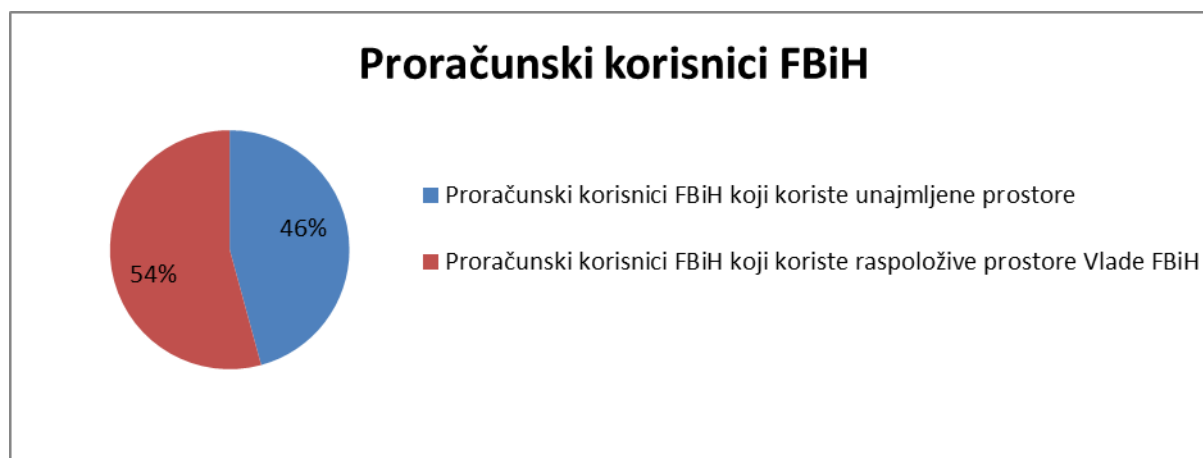 Proračunski korisnici FBiH
46%
54%
Proračunski korisnici FBiH koji koriste unajmljene prostore
Proračunski korisnici FBiH koji koriste raspoložive prostore Vlade FBiH